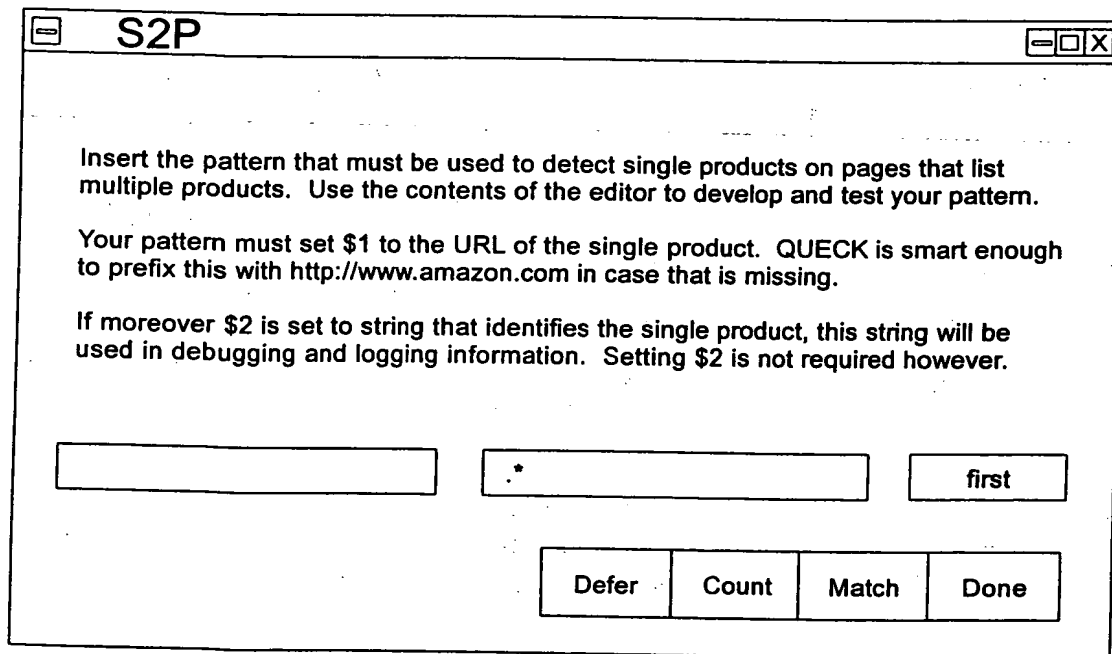 S2P
X
Insert the pattern that must be used to detect single products on pages that list
multiple products. Use the contents of the editor to develop and test your pattern.
Your pattern must set $1 to the URL of the single product. QUECK is smart enough
to prefix this with http://www.amazon.com in case that is missing.
If moreover $2 is set to string that identifies the single product, this string will be
used in debugging and logging information. Setting $2 is not required however.
.* first
Defer Count Match Done